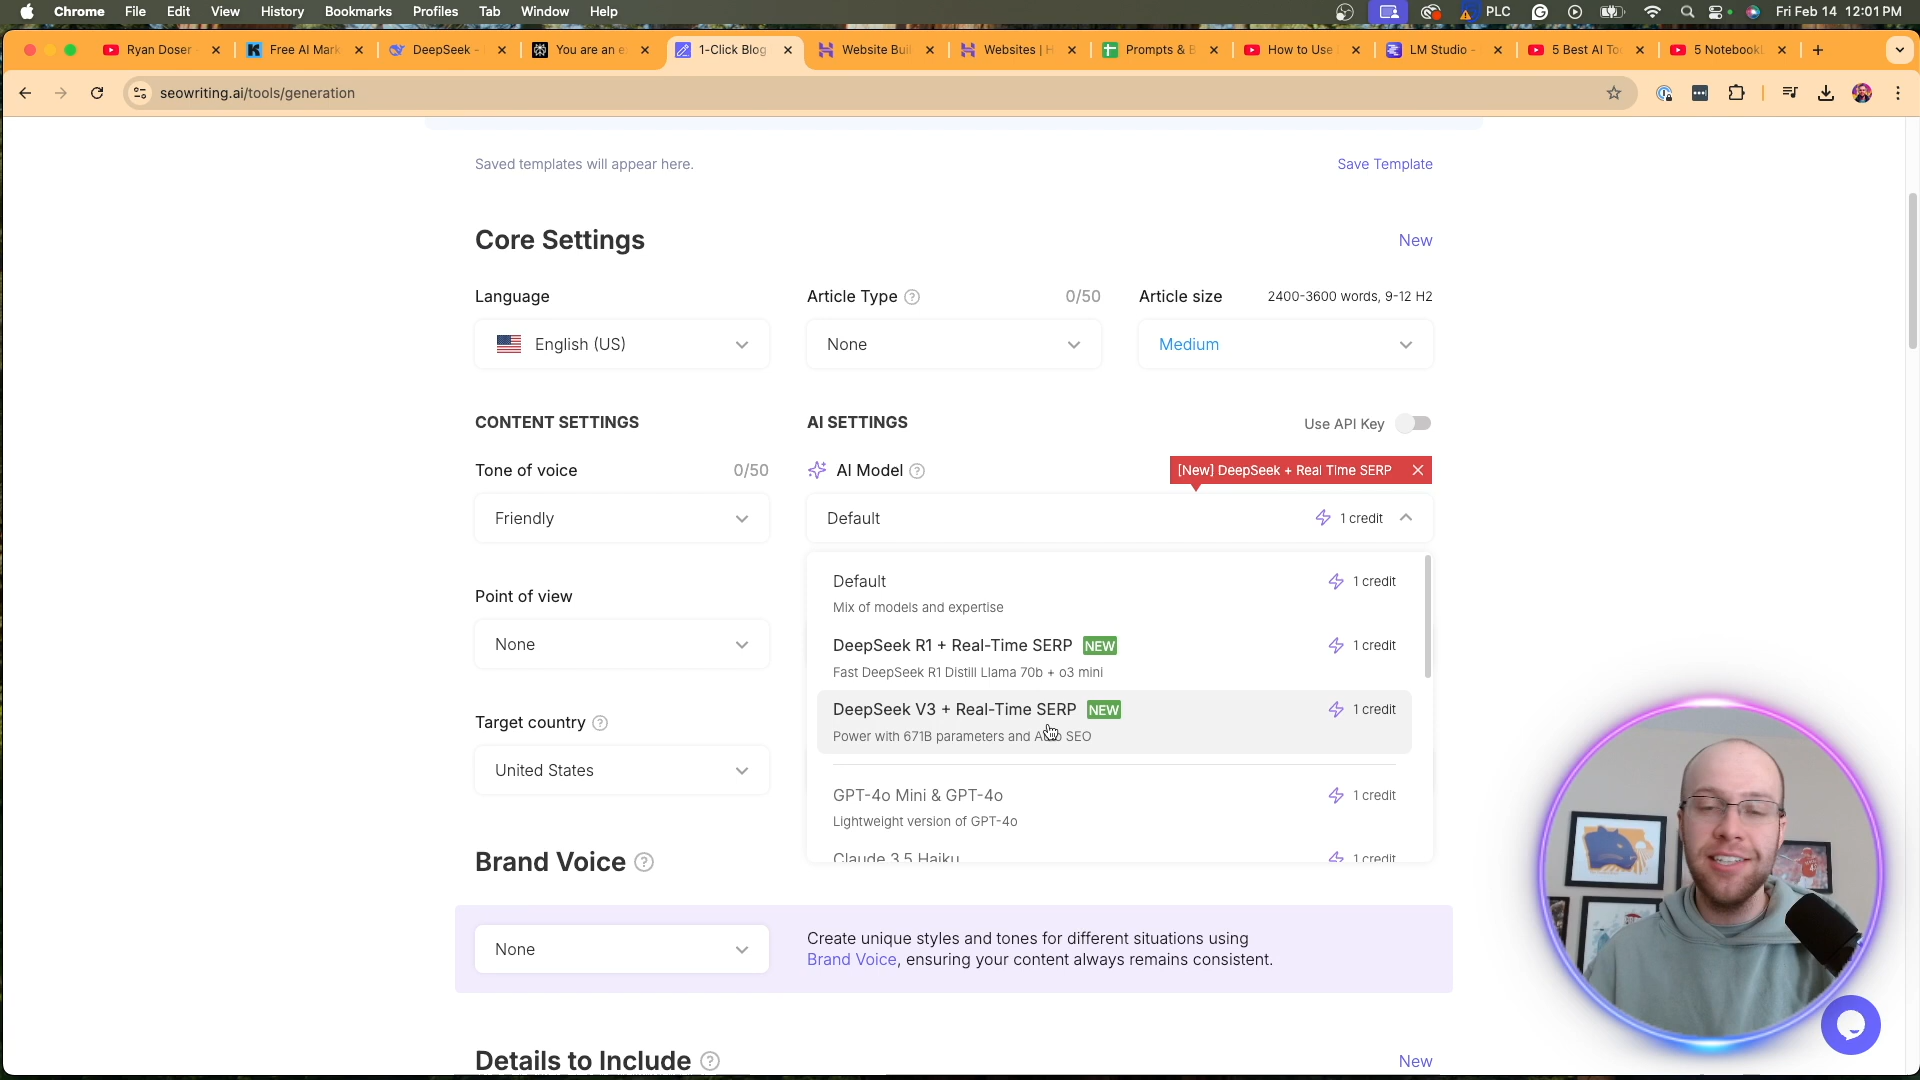 Chrome File Edit View History Bookmarks Profiles Tab Window Help PLC Fri Feb 14 12:01 PM
Ryan Doser Free AI Mark DeepSeek - You are an e 1-Click Blog Website Buil Websites | H Prompts & B How to Use LM Studio - 5 Best AI To 5 Notebook
seowriting.ai/tools/generation
Saved templates will appear here. Save Template
Core Settings New
Language Article Type 0/50 Article size 2400-3600 words, 9-12 H2
English (US) None Medium
CONTENT SETTINGS AI SETTINGS Use API Key
Tone of voice 0/50 AI Model [New] DeepSeek + Real Time SERP
Friendly Default 1 credit
Default 1 credit
Mix of models and expertise
Point of view
DeepSeek R1 + Real-Time SERP NEW 1 credit
None
Fast DeepSeek R1 Distill Llama 70b + o3 mini
DeepSeek V3 + Real-Time SERP NEW 1 credit
Target country
Power with 671B parameters and Auto SEO
United States
GPT-4o Mini & GPT-4o 1 credit
Lightweight version of GPT-4o
Claude 3.5 Haiku 1 credit
Brand Voice
None
Create unique styles and tones for different situations using
Brand Voice, ensuring your content always remains consistent.
Details to Include New